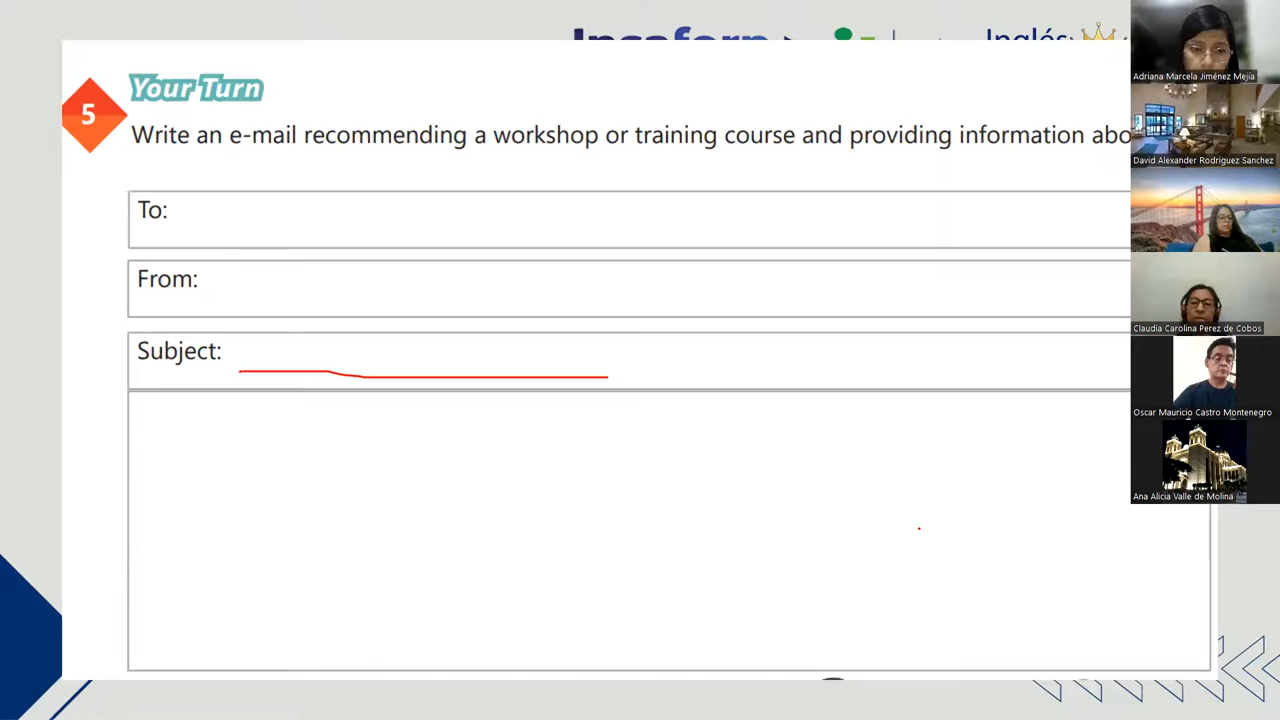 Inglés
5
Your Turn
Write an e-mail recommending a workshop or training course and providing information abo
To:
From:
Subject:
Adriana Marcela Jiménez Mejía
David Alexander Rodriguez Sanchez
Claudia Carolina Perez de Cobos
Oscar Mauricio Castro Montenegro
Ana Alicia Valle de Molina